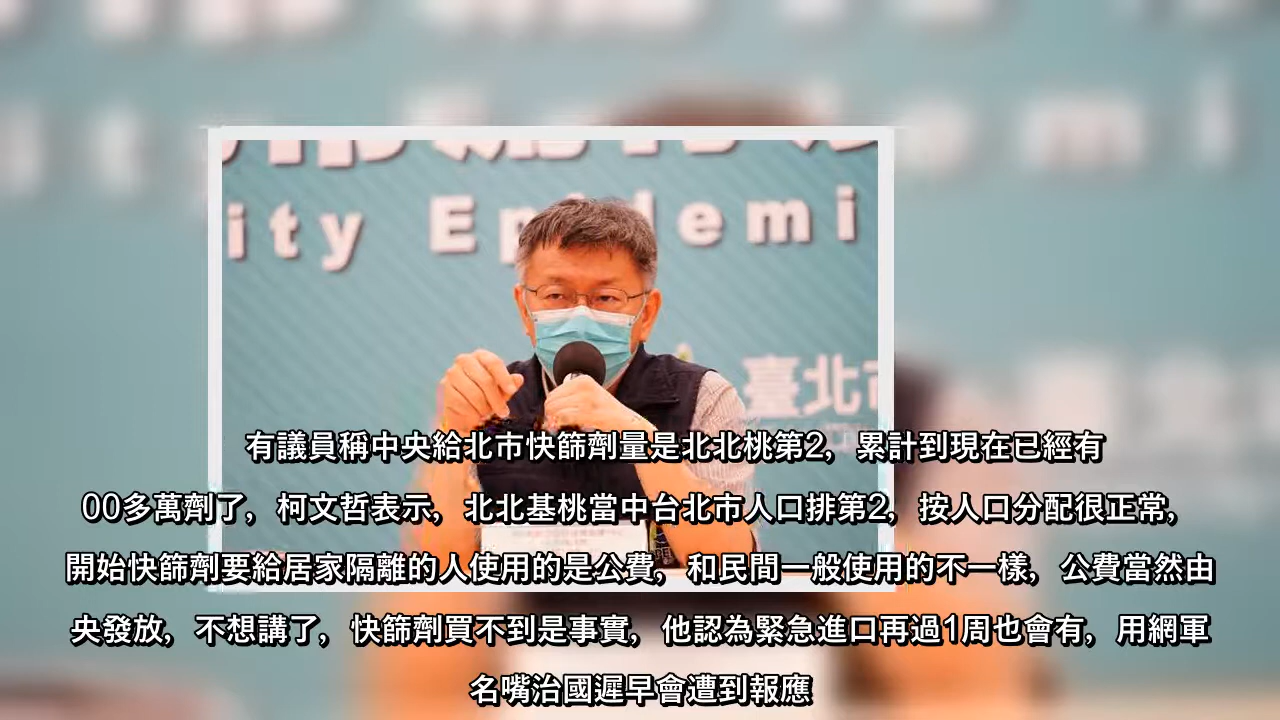 ity Epidemi
臺北市
有議員稱中央給北市快篩劑量是北北桃第2，累計到現在已經有
00多萬劑了，柯文哲表示，北北基桃當中台北市人口排第2，按人口分配很正常，
開始快篩劑要給居家隔離的人使用的是公費，和民間一般使用的不一樣，公費當然由
央發放，不想講了，快篩劑買不到是事實，他認為緊急進口再過1周也會有，用網軍
名嘴治國遲早會遭到報應